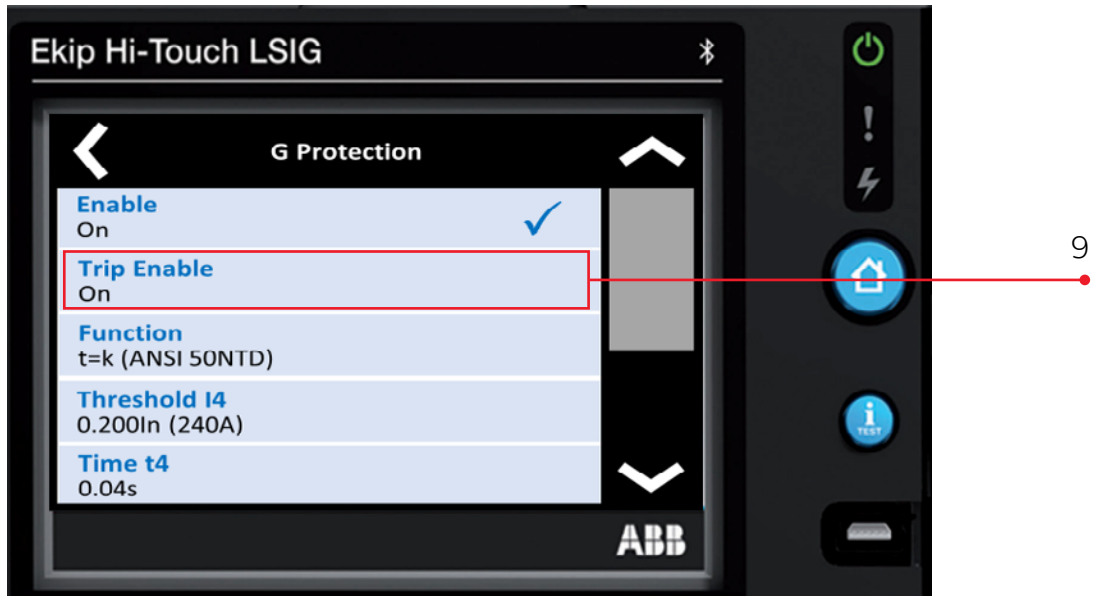 Ekip Hi-Touch LSIG
G Protection
Enable
On
Trip Enable
On
Function
t=k (ANSI 50NTD)
Threshold I4
0.200In (240A)
Time t4
0.04s
ABB
i
TEST
9